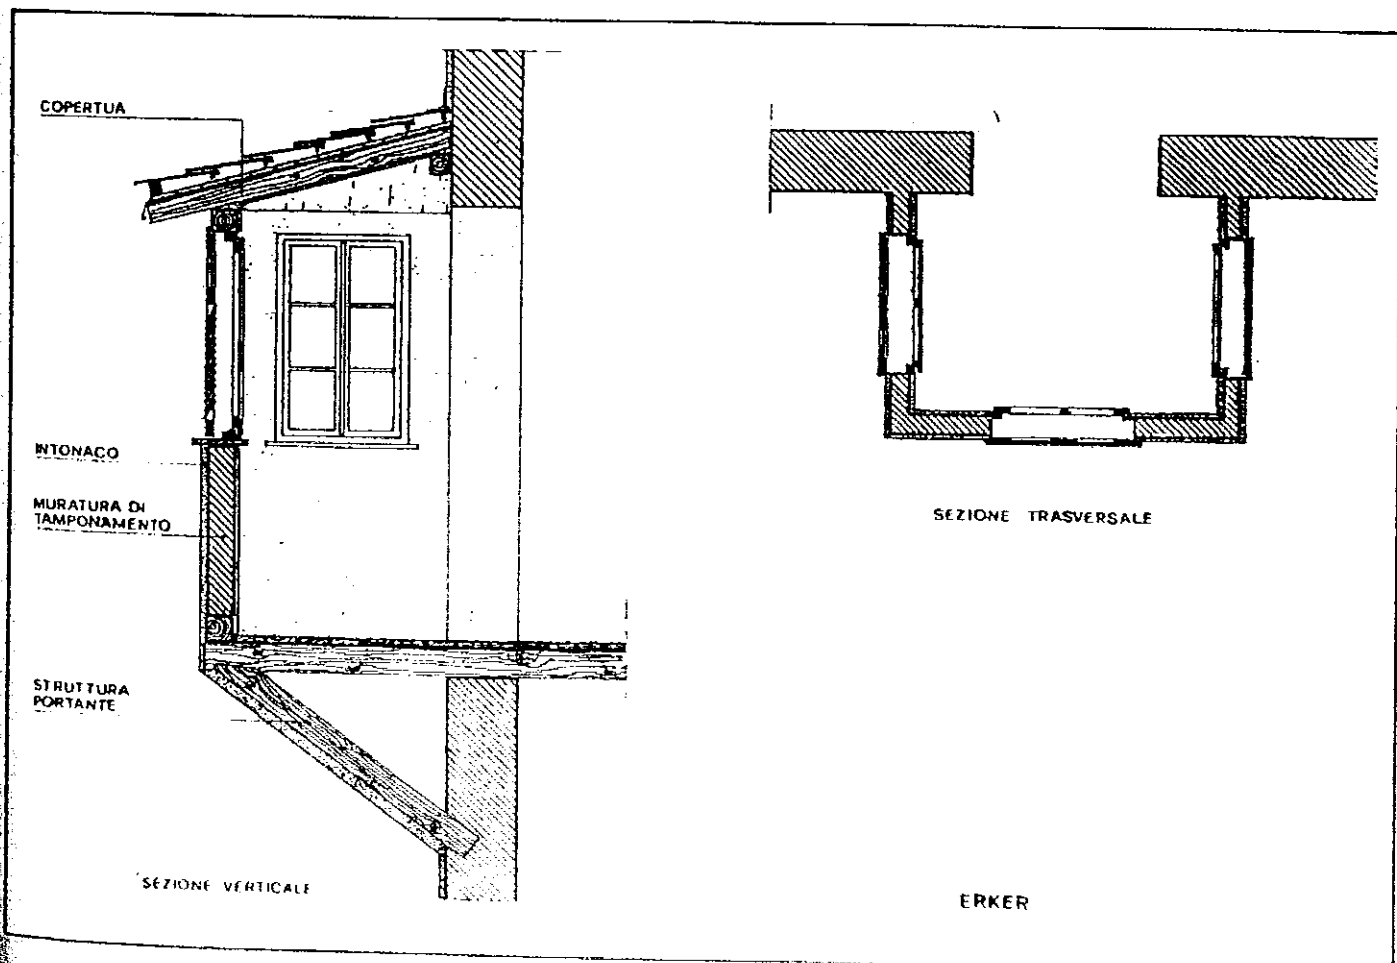 COPERTUA
INTONACO
MURATURA DI
TAMPONAMENTO
STRUTTURA
PORTANTE
SEZIONE VERTICALE
SEZIONE TRASVERSALE
ERKER